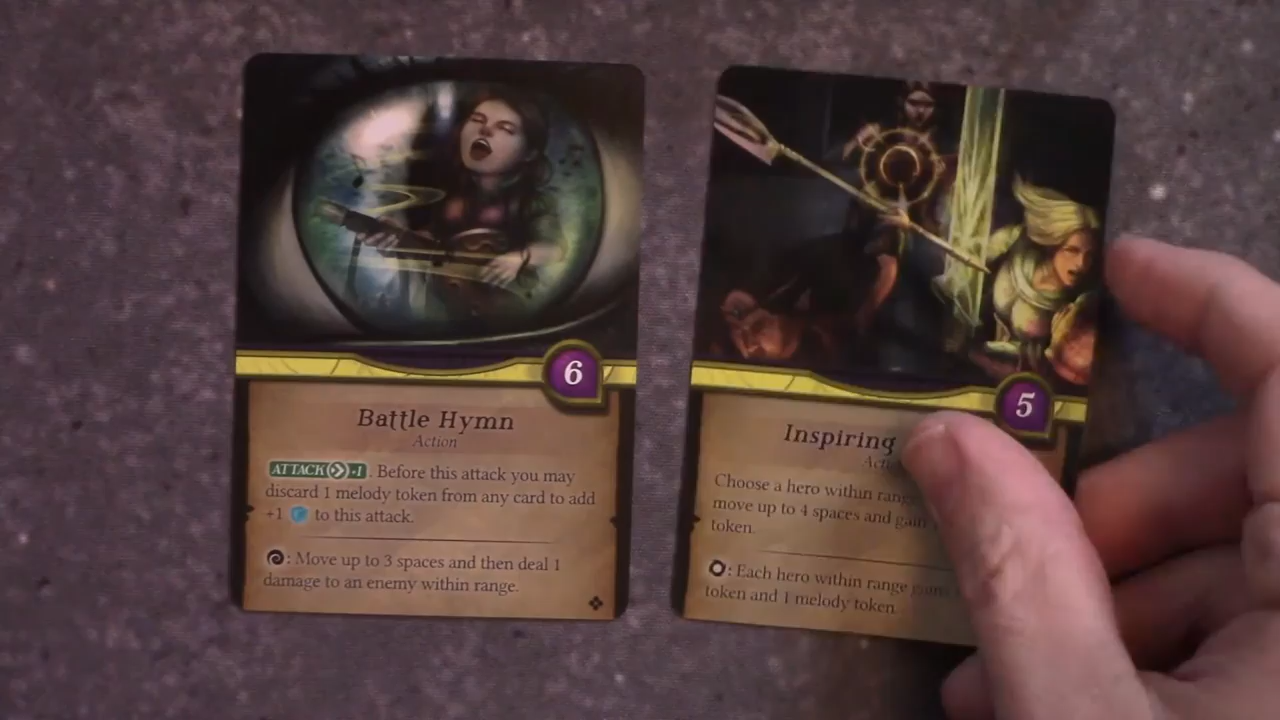 6
Battle Hymn
Action
ATTACK +1. Before this attack you may
discard 1 melody token from any card to add
+1 to this attack.
: Move up to 3 spaces and then deal 1
damage to an enemy within range.
5
Inspiring
Choose a hero within
move up to 4 spaces and gain
token.
: Each hero within range gains
token and 1 melody token